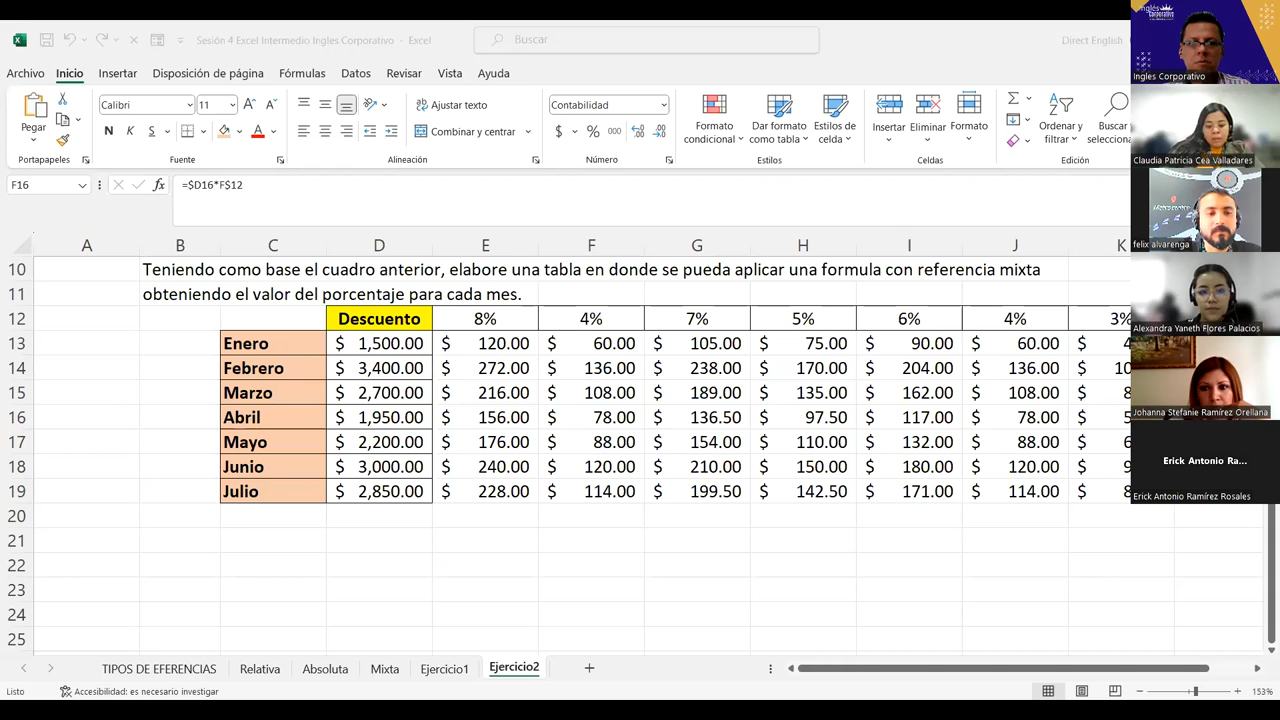 Sesión 4 Excel Intermedio Ingles Corporativo - Excel
Buscar
Direct English
Archivo Inicio Insertar Disposición de página Fórmulas Datos Revisar Vista Ayuda
Pegar
Calibri 11
N K S
Ajustar texto
Combinar y centrar
Contabilidad
$ % 000
Formato condicional
Dar formato como tabla
Estilos de celda
Insertar Eliminar Formato
Ordenar y filtrar
Buscar
Portapapeles Fuente Alineación Número Estilos Celdas Edición
F16 fx =$D16*F$12
A B C D E F G H I J K
10 Teniendo como base el cuadro anterior, elabore una tabla en donde se pueda aplicar una formula con referencia mixta
11 obteniendo el valor del porcentaje para cada mes.
12 Descuento 8% 4% 7% 5% 6% 4% 3%
13 Enero $ 1,500.00 $ 120.00 $ 60.00 $ 105.00 $ 75.00 $ 90.00 $ 60.00 $
14 Febrero $ 3,400.00 $ 272.00 $ 136.00 $ 238.00 $ 170.00 $ 204.00 $ 136.00 $ 10
15 Marzo $ 2,700.00 $ 216.00 $ 108.00 $ 189.00 $ 135.00 $ 162.00 $ 108.00 $
16 Abril $ 1,950.00 $ 156.00 $ 78.00 $ 136.50 $ 97.50 $ 117.00 $ 78.00 $
17 Mayo $ 2,200.00 $ 176.00 $ 88.00 $ 154.00 $ 110.00 $ 132.00 $ 88.00 $
18 Junio $ 3,000.00 $ 240.00 $ 120.00 $ 210.00 $ 150.00 $ 180.00 $ 120.00 $
19 Julio $ 2,850.00 $ 228.00 $ 114.00 $ 199.50 $ 142.50 $ 171.00 $ 114.00 $
20
21
22
23
24
25
TIPOS DE EFERENCIAS Relativa Absoluta Mixta Ejercicio1 Ejercicio2
Listo Accesibilidad: es necesario investigar 153%
Inglés Corporativo
Ingles Corporativo
Claudia Patricia Cea Valladares
felix alvarenga
Alexandra Yaneth Flores Palacios
Johanna Stefanie Ramírez Orellana
Erick Antonio Ra...
Erick Antonio Ramírez Rosales